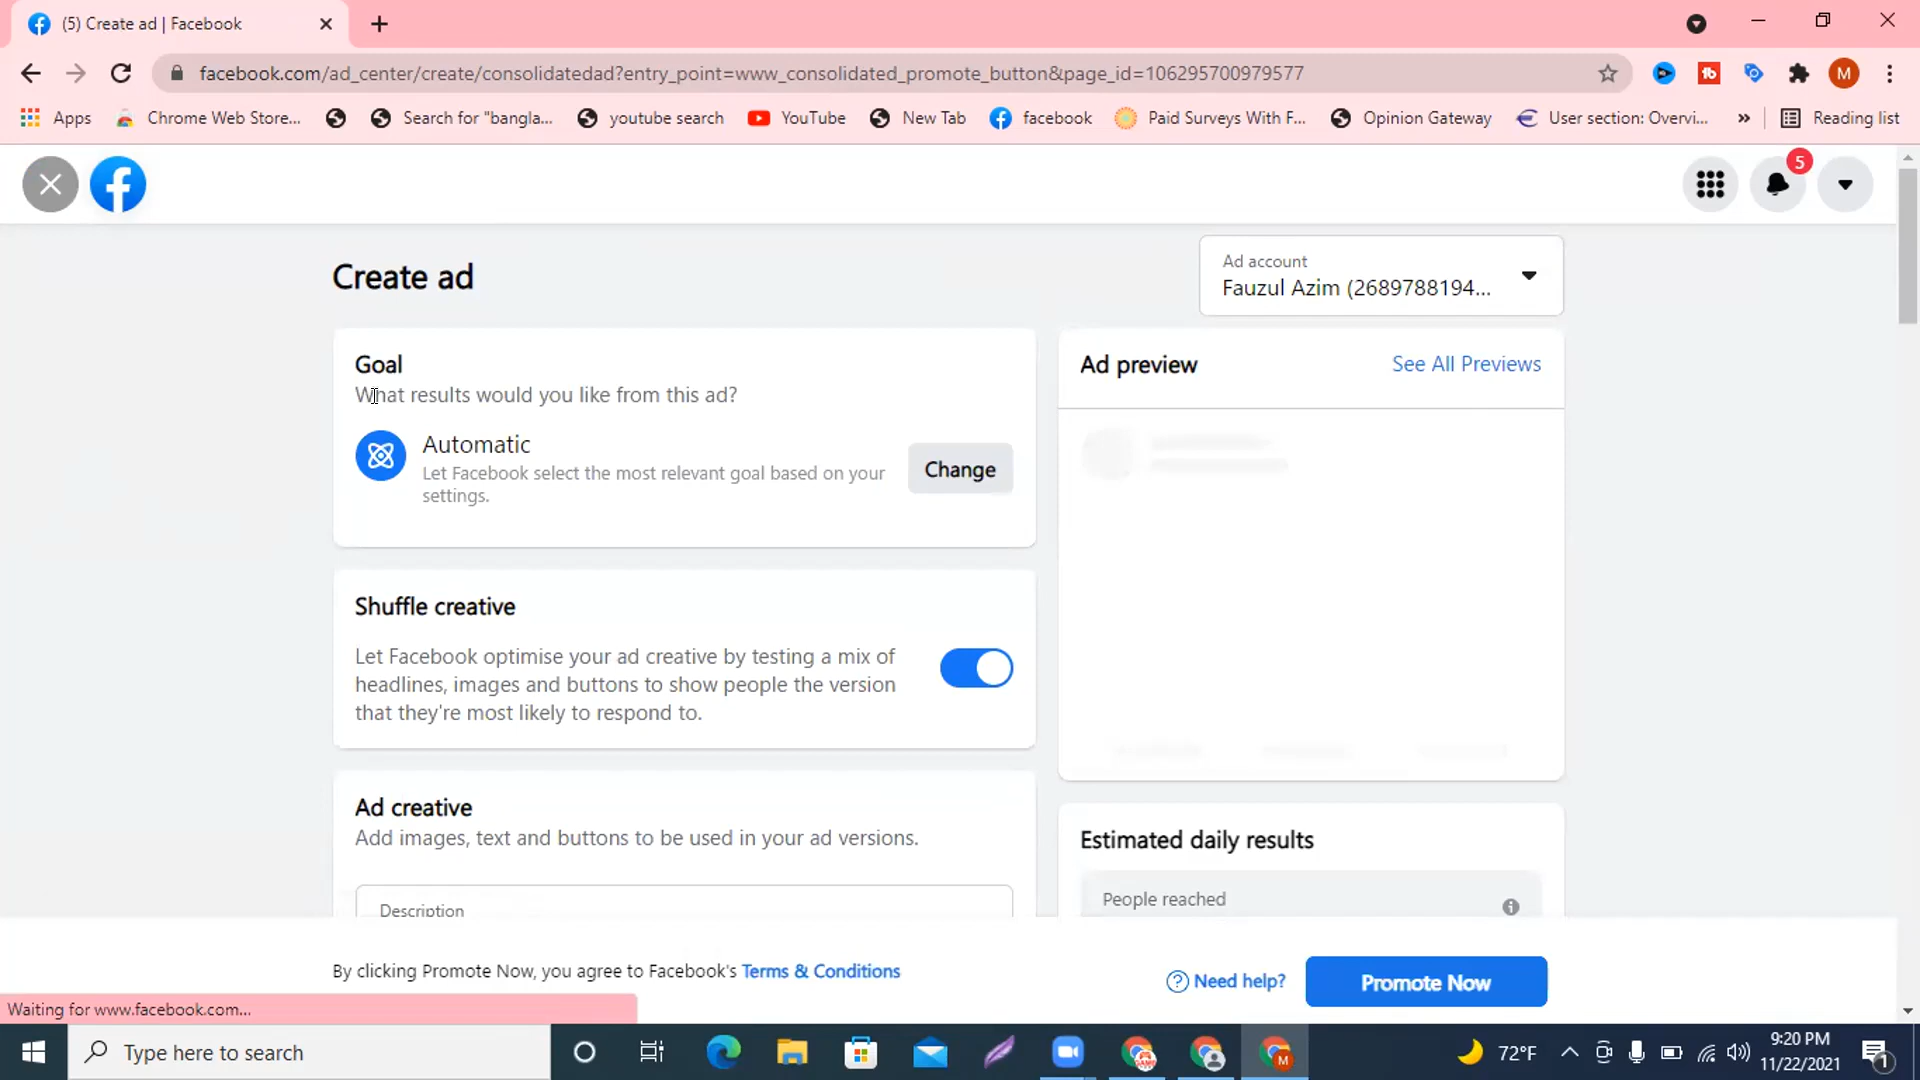 (5) Create ad | Facebook
facebook.com/ad_center/create/consolidatedad?entry_point=www_consolidated_promote_button&page_id=106295700979577
M
Apps
Chrome Web Store...
Search for "bangla...
youtube search
YouTube
New Tab
facebook
Paid Surveys With F...
Opinion Gateway
User section: Overvi...
»
Reading list
5
Create ad
Ad account
Fauzul Azim (2689788194...
Goal
What results would you like from this ad?
Automatic
Let Facebook select the most relevant goal based on your
settings.
Change
Ad preview
See All Previews
Shuffle creative
Let Facebook optimise your ad creative by testing a mix of
headlines, images and buttons to show people the version
that they're most likely to respond to.
Ad creative
Add images, text and buttons to be used in your ad versions.
Description
Estimated daily results
People reached
By clicking Promote Now, you agree to Facebook's Terms & Conditions
Need help?
Promote Now
Waiting for www.facebook.com...
Type here to search
M
72°F
9:20 PM
11/22/2021
1